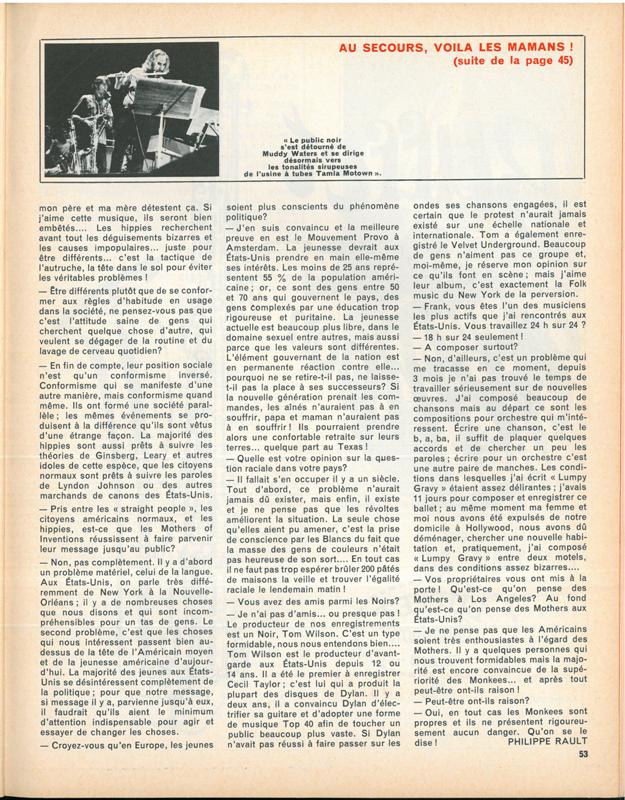 AU SECOURS, VOILA LES MAMANS !
(suite de la page 45)
« Le public noir
s'est détourné de
Muddy Waters et se dirige
désormais vers
les tonalités sirupeuses
de l'usine à tubes Tamla Motown ».
mon père et ma mère détestent ça. Si
j'aime cette musique, ils seront bien
embêtés.... Les hippies recherchent
avant tout les déguisements bizarres et
les causes impopulaires... juste pour
être différents... c'est la tactique de
l'autruche, la tête dans le sol pour éviter
les véritables problèmes !
— Être différents plutôt que de se confor-
mer aux règles d'habitude en usage
dans la société, ne pensez-vous pas que
c'est l'attitude saine de gens qui
cherchent quelque chose d'autre, qui
veulent se dégager de la routine et du
lavage de cerveau quotidien?
— En fin de compte, leur position sociale
n'est qu'un conformisme inversé.
Conformisme qui se manifeste d'une
autre manière, mais conformisme quand
même. Ils ont formé une société paral-
lèle ; les mêmes événements se pro-
duisent à la différence qu'ils sont vêtus
d'une étrange façon. La majorité des
hippies sont aussi prêts à suivre les
théories de Ginsberg, Leary et autres
idoles de cette espèce, que les citoyens
normaux sont prêts à suivre les paroles
de Lyndon Johnson ou des autres
marchands de canons des États-Unis.
— Pris entre les « straight people », les
citoyens américains normaux, et les
hippies, est-ce que les Mothers of
Inventions réussissent à faire parvenir
leur message jusqu'au public?
— Non, pas complètement. Il y a d'abord
un problème matériel, celui de la langue.
Aux États-Unis, on parle très diffé-
remment de New York à la Nouvelle-
Orléans ; il y a de nombreuses choses
que nous disons et qui sont incom-
préhensibles pour un tas de gens. Le
second problème, c'est que les choses
qui nous intéressent passent bien au-
dessus de la tête de l'Américain moyen
et de la jeunesse américaine d'aujour-
d'hui. La majorité des jeunes aux États-
Unis se désintéressent complètement de
la politique ; pour que notre message,
si message il y a, parvienne jusqu'à eux,
il faudrait qu'ils aient le minimum
d'attention indispensable pour agir et
essayer de changer les choses.
— Croyez-vous qu'en Europe, les jeunes
soient plus conscients du phénomène
politique?
— J'en suis convaincu et la meilleure
preuve en est le Mouvement Provo à
Amsterdam. La jeunesse devrait aux
États-Unis prendre en main elle-même
ses intérêts. Les moins de 25 ans repré-
sentent 55 % de la population améri-
caine ; or, ce sont des gens entre 50
et 70 ans qui gouvernent le pays, des
gens complexés par une éducation trop
rigoureuse et puritaine. La jeunesse
actuelle est beaucoup plus libre, dans le
domaine sexuel entre autres, mais aussi
parce que les valeurs sont différentes.
L'élément gouvernant de la nation est
en permanente réaction contre elle...
pourquoi ne se retire-t-il pas, ne laisse-
t-il pas la place à ses successeurs? Si
la nouvelle génération prenait les com-
mandes, les aînés n'auraient pas à en
souffrir, papa et maman n'auraient pas
à en souffrir! Ils pourraient prendre
alors une confortable retraite sur leurs
terres... quelque part au Texas !
— Quelle est votre opinion sur la ques-
tion raciale dans votre pays?
— Il fallait s'en occuper il y a un siècle.
Tout d'abord, ce problème n'aurait
jamais dû exister, mais enfin, il existe
et je ne pense pas que les révoltes
améliorent la situation. La seule chose
qu'elles aient pu amener, c'est la prise
de conscience par les Blancs du fait que
la masse des gens de couleurs n'était
pas heureuse de son sort.... En tout cas
il ne faut pas trop espérer brûler 200 pâtés
de maisons la veille et trouver l'égalité
raciale le lendemain matin !
— Vous avez des amis parmi les Noirs?
— Je n'ai pas d'amis... ou presque pas !
Le producteur de nos enregistrements
est un Noir, Tom Wilson. C'est un type
formidable, nous nous entendons bien....
Tom Wilson est le producteur d'avant-
garde aux États-Unis depuis 12 ou
14 ans. Il a été le premier à enregistrer
Cecil Taylor ; c'est lui qui a produit la
plupart des disques de Dylan. Il y a
deux ans, il a convaincu Dylan d'élec-
trifier sa guitare et d'adopter une forme
de musique Top 40 afin de toucher un
public beaucoup plus vaste. Si Dylan
n'avait pas réussi à faire passer sur les
ondes ses chansons engagées, il est
certain que le protest n'aurait jamais
existé sur une échelle nationale et
internationale. Tom a également enre-
gistré le Velvet Underground. Beaucoup
de gens n'aiment pas ce groupe et,
moi-même, je réserve mon opinion sur
ce qu'ils font en scène ; mais j'aime
leur album, c'est exactement la Folk
music du New York de la perversion.
— Frank, vous êtes l'un des musiciens
les plus actifs que j'ai rencontrés aux
États-Unis. Vous travaillez 24 h sur 24 ?
— 18 h sur 24 seulement !
— A composer surtout?
— Non, d'ailleurs, c'est un problème qui
me tracasse en ce moment, depuis
3 mois je n'ai pas trouvé le temps de
travailler sérieusement sur de nouvelles
œuvres. J'ai composé beaucoup de
chansons mais au départ ce sont les
compositions pour orchestre qui m'inté-
ressent. Écrire une chanson, c'est le
b, a, ba, il suffit de plaquer quelques
accords et de chercher un peu les
paroles ; écrire pour un orchestre c'est
une autre paire de manches. Les condi-
tions dans lesquelles j'ai écrit « Lumpy
Gravy » étaient assez délirantes ; j'avais
11 jours pour composer et enregistrer ce
ballet ; au même moment ma femme et
moi nous avons été expulsés de notre
domicile à Hollywood, nous avons dû
déménager, chercher une nouvelle habi-
tation et, pratiquement, j'ai composé
« Lumpy Gravy » entre deux motels,
dans des conditions assez bizarres....
— Vos propriétaires vous ont mis à la
porte ! Qu'est-ce qu'on pense des
Mothers à Los Angeles? Au fond
qu'est-ce qu'on pense des Mothers aux
États-Unis?
— Je ne pense pas que les Américains
soient très enthousiastes à l'égard des
Mothers. Il y a quelques personnes qui
nous trouvent formidables mais la majo-
rité est encore convaincue de la supé-
riorité des Monkees... et après tout
peut-être ont-ils raison !
— Peut-être ont-ils raison?
— Oui, en tout cas les Monkees sont
propres et ils ne présentent rigoureu-
sement aucun danger. Qu'on se le
dise ! PHILIPPE RAULT
53